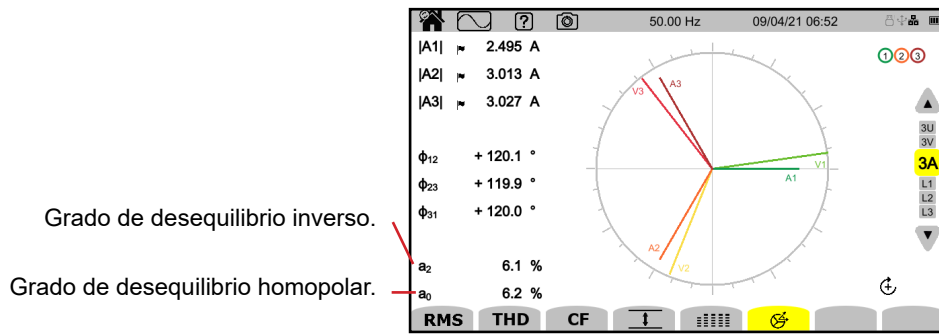 ? 50.00 Hz 09/04/21 06:52
|A1| 2.495 A
|A2| 3.013 A
|A3| 3.027 A
ϕ12 + 120.1 °
ϕ23 + 119.9 °
ϕ31 + 120.0 °
Grado de desequilibrio inverso.
a2 6.1 %
Grado de desequilibrio homopolar.
a0 6.2 %
V3
A3
V1
A1
A2
V2
1 2 3
3U
3V
3A
L1
L2
L3
RMS THD CF